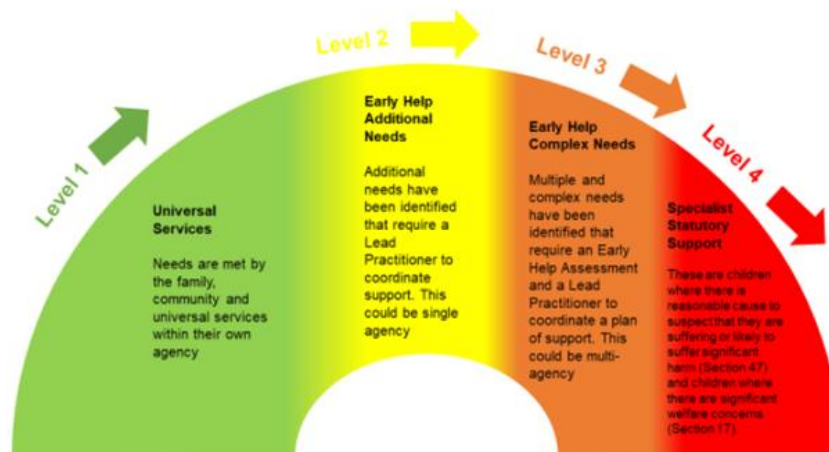 Level 1
Universal
Services
Needs are met by
the family,
community and
universal services
within their own
agency
Level 2
Early Help
Additional
Needs
Additional
needs have
been identified
that require a
Lead
Practitioner to
coordinate
support. This
could be single
agency
Level 3
Early Help
Complex Needs
Multiple and
complex needs
have been
identified that
require an Early
Help Assessment
and a Lead
Practitioner to
coordinate a plan
of support. This
could be multi-
agency
Level 4
Specialist
Statutory
Support
These are children
where there is
reasonable cause to
suspect that they are
suffering or likely to
suffer significant
harm (Section 47)
and children where
there are significant
welfare concerns
(Section 17)